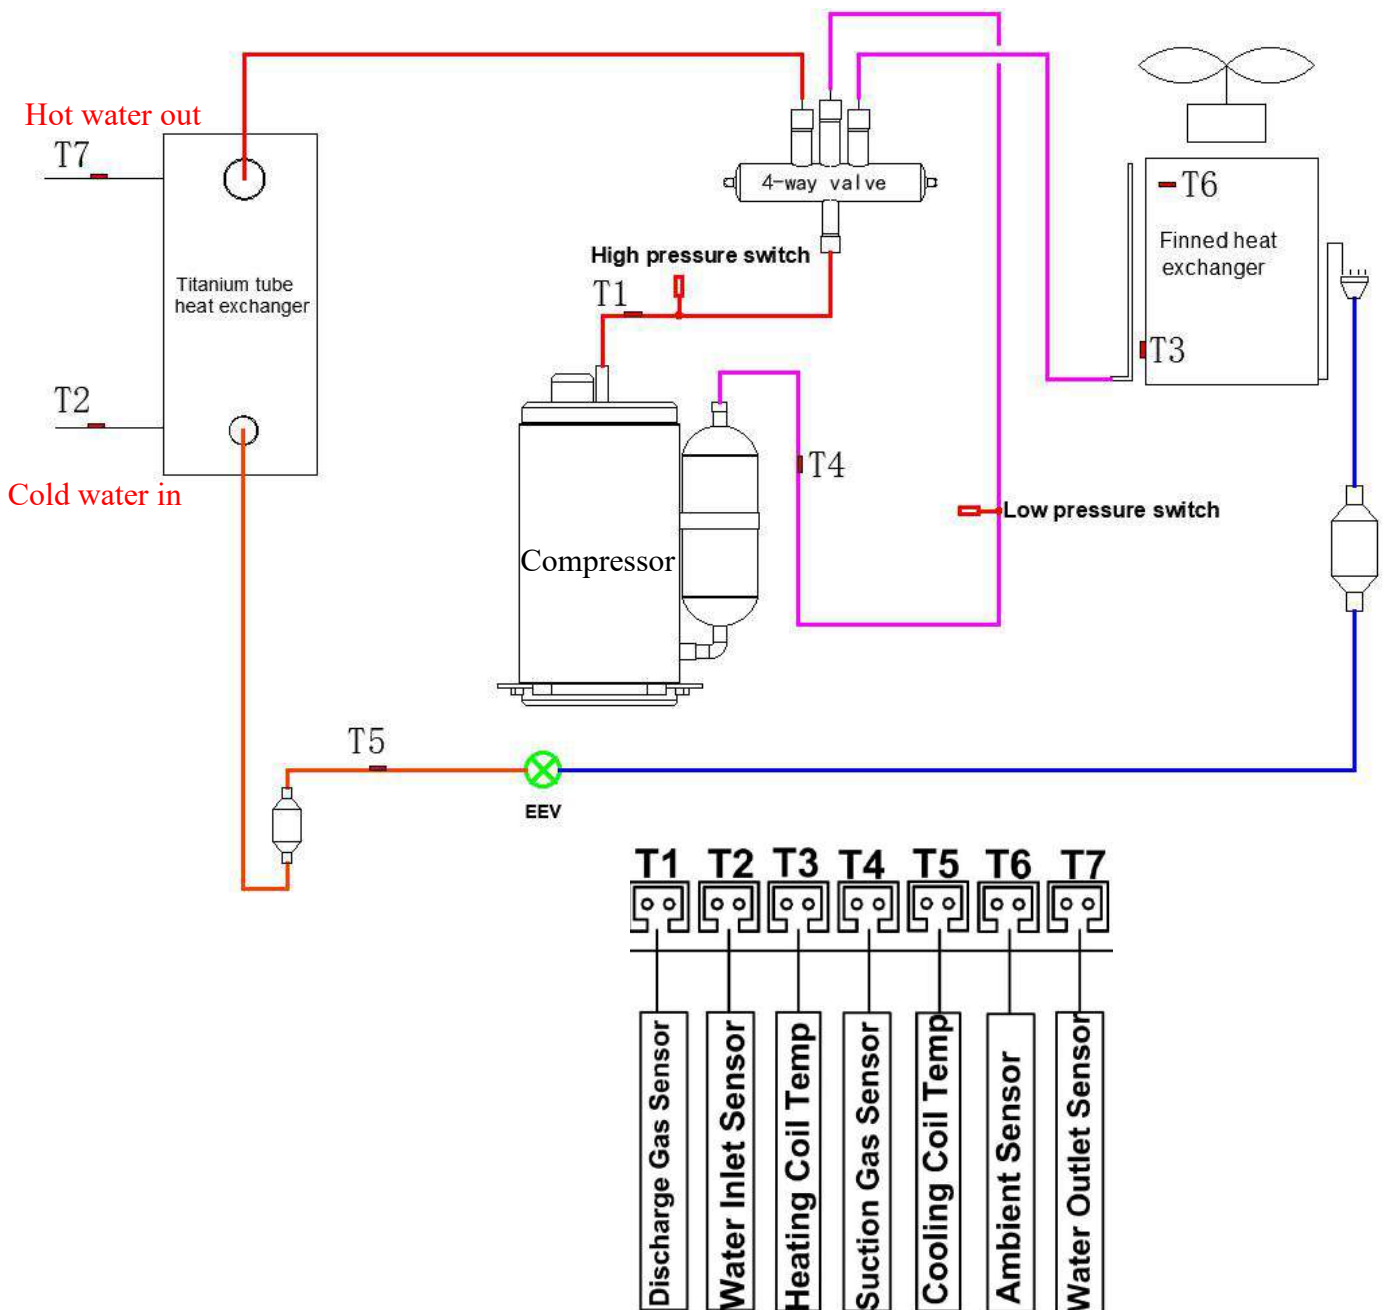 Hot water out
T7
4-way valve
T6
Finned heat
exchanger
High pressure switch
T1
Titanium tube
heat exchanger
T3
T2
T4
Cold water in
Low pressure switch
Compressor
T5
EEV
T1 T2 T3 T4 T5 T6 T7
Discharge Gas Sensor
Water Inlet Sensor
Heating Coil Temp
Suction Gas Sensor
Cooling Coil Temp
Ambient Sensor
Water Outlet Sensor